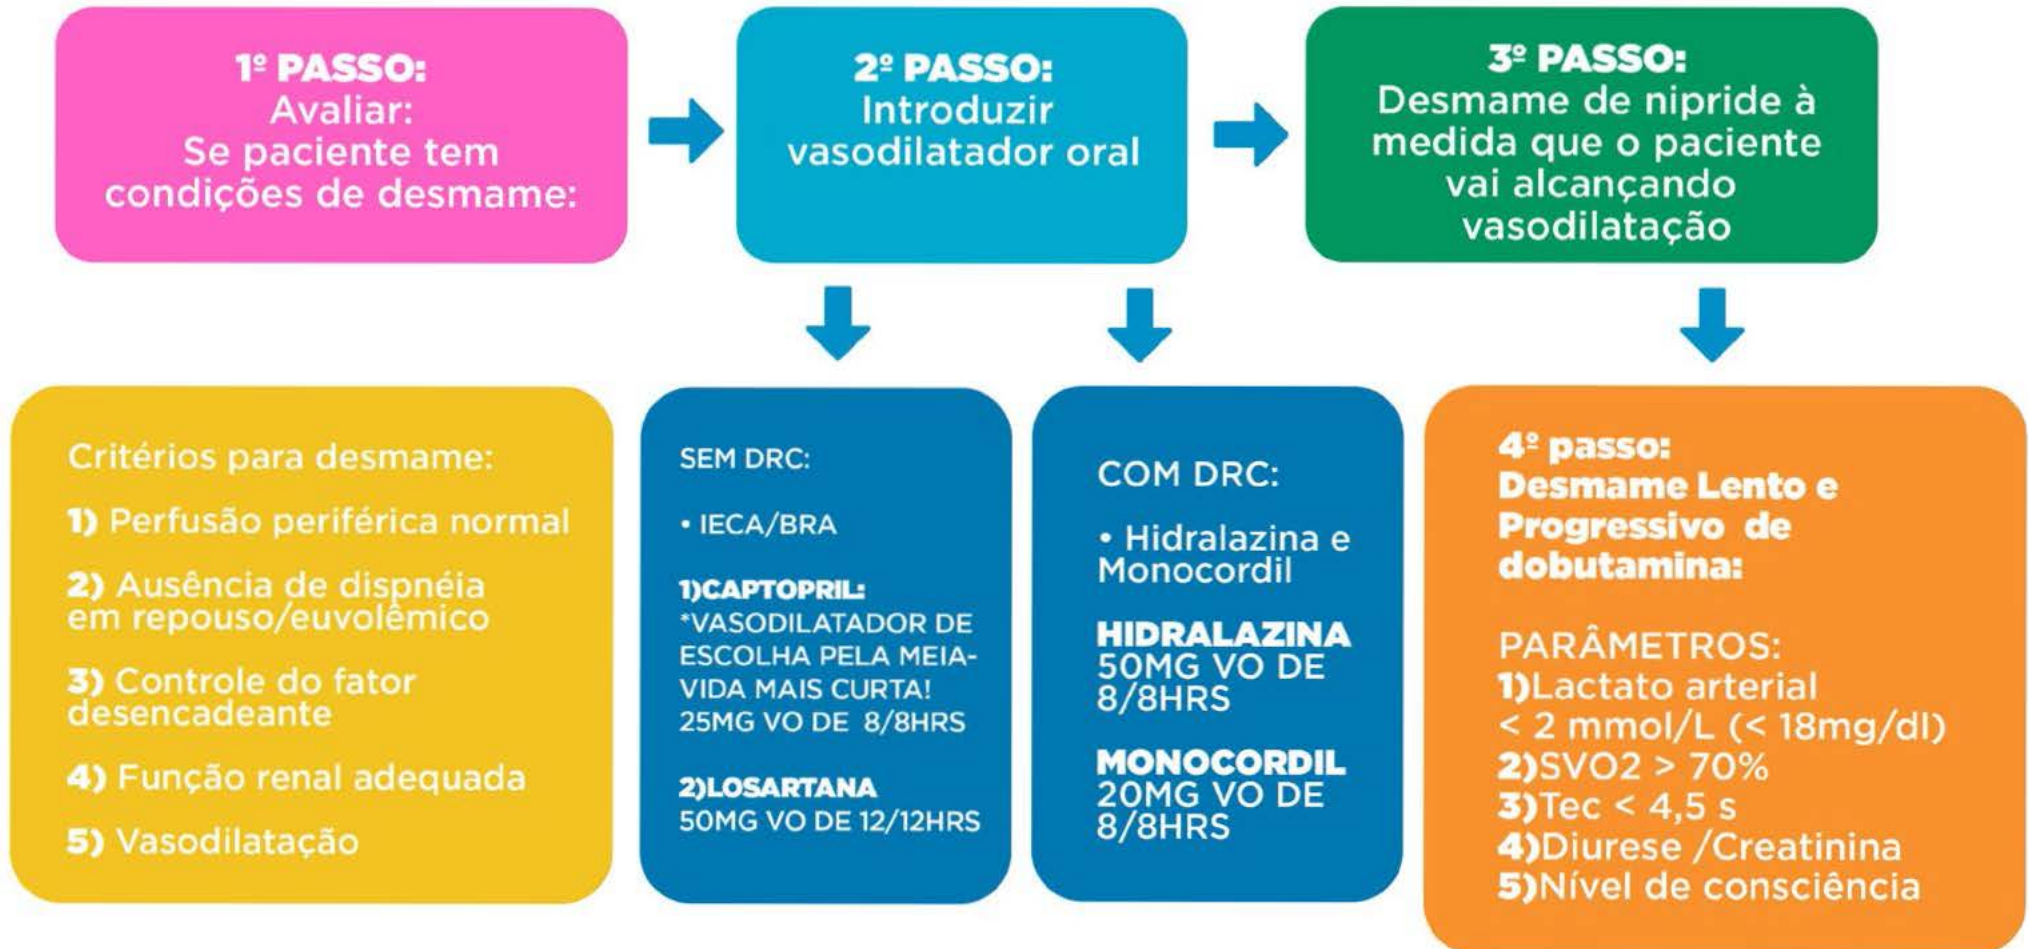 1º PASSO:
Avaliar:
Se paciente tem
condições de desmame:
2º PASSO:
Introduzir
vasodilatador oral
3º PASSO:
Desmame de nipride à
medida que o paciente
vai alcançando
vasodilatação
Critérios para desmame:
1) Perfusão periférica normal
2) Ausência de dispnéia
em repouso/euvolêmico
3) Controle do fator
desencadeante
4) Função renal adequada
5) Vasodilatação
SEM DRC:
• IECA/BRA
1)CAPTOPRIL:
*VASODILATADOR DE
ESCOLHA PELA MEIA-
VIDA MAIS CURTA!
25MG VO DE 8/8HRS
2)LOSARTANA
50MG VO DE 12/12HRS
COM DRC:
• Hidralazina e
Monocordil
HIDRALAZINA
50MG VO DE
8/8HRS
MONOCORDIL
20MG VO DE
8/8HRS
4º passo:
Desmame Lento e
Progressivo de
dobutamina:
PARÂMETROS:
1)Lactato arterial
< 2 mmol/L (< 18mg/dl)
2)SVO2 > 70%
3)Tec < 4,5 s
4)Diurese /Creatinina
5)Nível de consciência